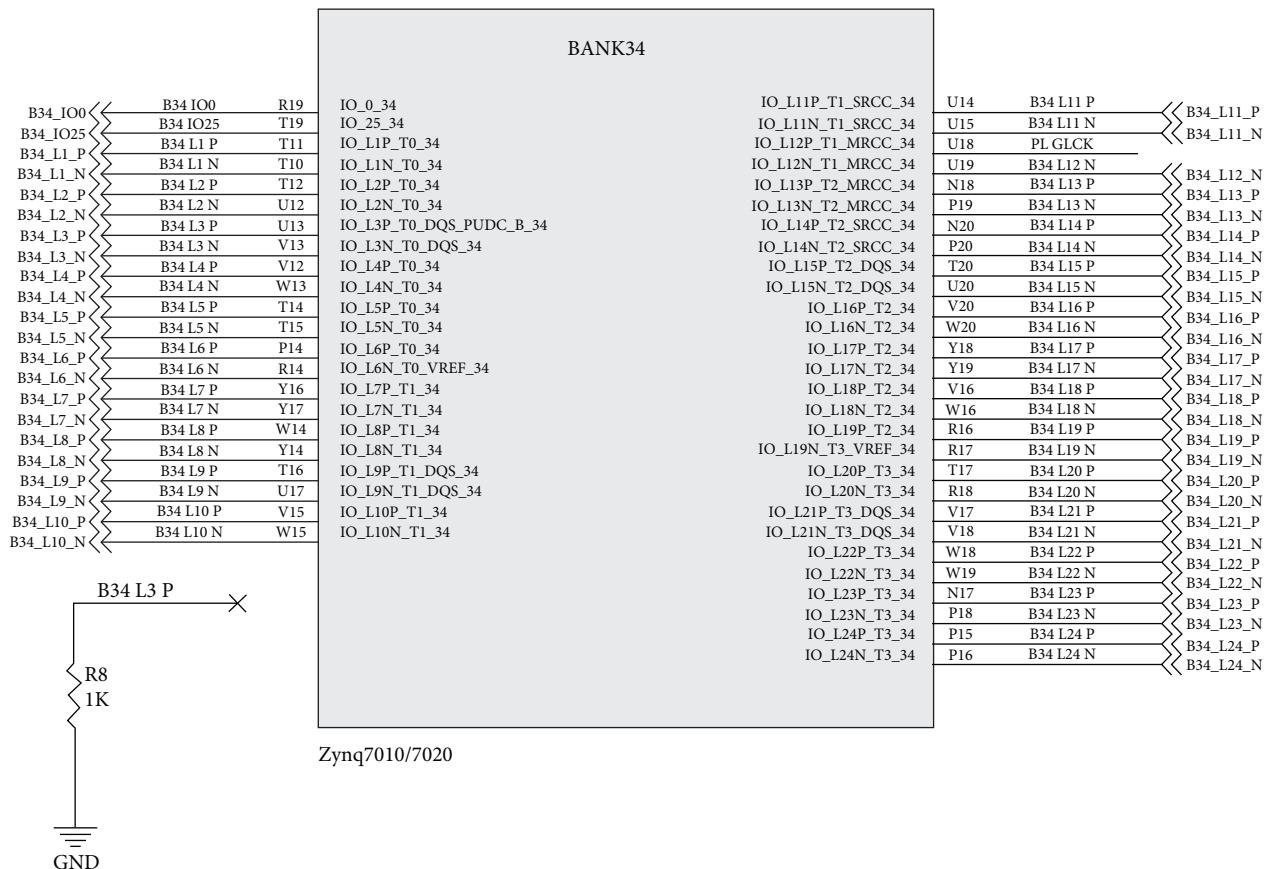 BANK34
B34_IO0 B34 IO0 R19 IO_0_34
B34_IO25 B34 IO25 T19 IO_25_34
B34_L1_P B34 L1 P T11 IO_L1P_T0_34
B34_L1_N B34 L1 N T10 IO_L1N_T0_34
B34_L2_P B34 L2 P T12 IO_L2P_T0_34
B34_L2_N B34 L2 N U12 IO_L2N_T0_34
B34_L3_P B34 L3 P U13 IO_L3P_T0_DQS_PUDC_B_34
B34_L3_N B34 L3 N V13 IO_L3N_T0_DQS_34
B34_L4_P B34 L4 P V12 IO_L4P_T0_34
B34_L4_N B34 L4 N W13 IO_L4N_T0_34
B34_L5_P B34 L5 P T14 IO_L5P_T0_34
B34_L5_N B34 L5 N T15 IO_L5N_T0_34
B34_L6_P B34 L6 P P14 IO_L6P_T0_34
B34_L6_N B34 L6 N R14 IO_L6N_T0_VREF_34
B34_L7_P B34 L7 P Y16 IO_L7P_T1_34
B34_L7_N B34 L7 N Y17 IO_L7N_T1_34
B34_L8_P B34 L8 P W14 IO_L8P_T1_34
B34_L8_N B34 L8 N Y14 IO_L8N_T1_34
B34_L9_P B34 L9 P T16 IO_L9P_T1_DQS_34
B34_L9_N B34 L9 N U17 IO_L9N_T1_DQS_34
B34_L10_P B34 L10 P V15 IO_L10P_T1_34
B34_L10_N B34 L10 N W15 IO_L10N_T1_34
IO_L11P_T1_SRCC_34 U14 B34 L11 P B34_L11_P
IO_L11N_T1_SRCC_34 U15 B34 L11 N B34_L11_N
IO_L12P_T1_MRCC_34 U18 PL GLCK
IO_L12N_T1_MRCC_34 U19 B34 L12 N B34_L12_N
IO_L13P_T2_MRCC_34 N18 B34 L13 P B34_L13_P
IO_L13N_T2_MRCC_34 P19 B34 L13 N B34_L13_N
IO_L14P_T2_SRCC_34 N20 B34 L14 P B34_L14_P
IO_L14N_T2_SRCC_34 P20 B34 L14 N B34_L14_N
IO_L15P_T2_DQS_34 T20 B34 L15 P B34_L15_P
IO_L15N_T2_DQS_34 U20 B34 L15 N B34_L15_N
IO_L16P_T2_34 V20 B34 L16 P B34_L16_P
IO_L16N_T2_34 W20 B34 L16 N B34_L16_N
IO_L17P_T2_34 Y18 B34 L17 P B34_L17_P
IO_L17N_T2_34 Y19 B34 L17 N B34_L17_N
IO_L18P_T2_34 V16 B34 L18 P B34_L18_P
IO_L18N_T2_34 W16 B34 L18 N B34_L18_N
IO_L19P_T2_34 R16 B34 L19 P B34_L19_P
IO_L19N_T3_VREF_34 R17 B34 L19 N B34_L19_N
IO_L20P_T3_34 T17 B34 L20 P B34_L20_P
IO_L20N_T3_34 R18 B34 L20 N B34_L20_N
IO_L21P_T3_DQS_34 V17 B34 L21 P B34_L21_P
IO_L21N_T3_DQS_34 V18 B34 L21 N B34_L21_N
IO_L22P_T3_34 W18 B34 L22 P B34_L22_P
IO_L22N_T3_34 W19 B34 L22 N B34_L22_N
IO_L23P_T3_34 N17 B34 L23 P B34_L23_P
IO_L23N_T3_34 P18 B34 L23 N B34_L23_N
IO_L24P_T3_34 P15 B34 L24 P B34_L24_P
IO_L24N_T3_34 P16 B34 L24 N B34_L24_N
B34 L3 P
R8
1K
GND
Zynq7010/7020